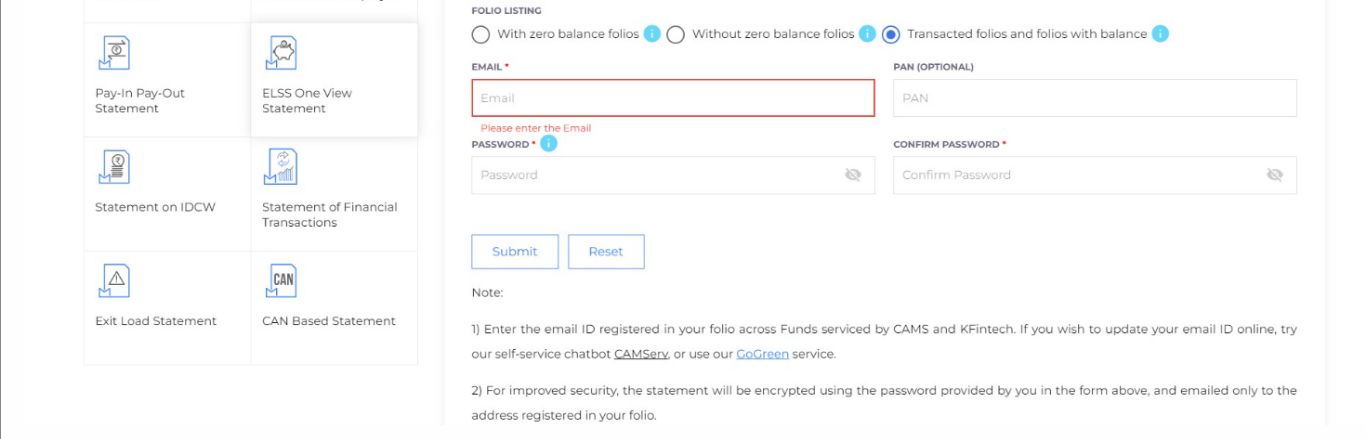 FOLIO LISTING
With zero balance folios
Without zero balance folios
Transacted folios and folios with balance
Pay-In Pay-Out
Statement
ELSS One View
Statement
EMAIL *
PAN (OPTIONAL)
Email
PAN
Please enter the Email
PASSWORD *
CONFIRM PASSWORD *
Password
Confirm Password
Statement on IDCW
Statement of Financial
Transactions
Submit
Reset
CAN
Exit Load Statement
CAN Based Statement
Note:
1) Enter the email ID registered in your folio across Funds serviced by CAMS and KFintech. If you wish to update your email ID online, try
our self-service chatbot CAMServ, or use our GoGreen service.
2) For improved security, the statement will be encrypted using the password provided by you in the form above, and emailed only to the
address registered in your folio.